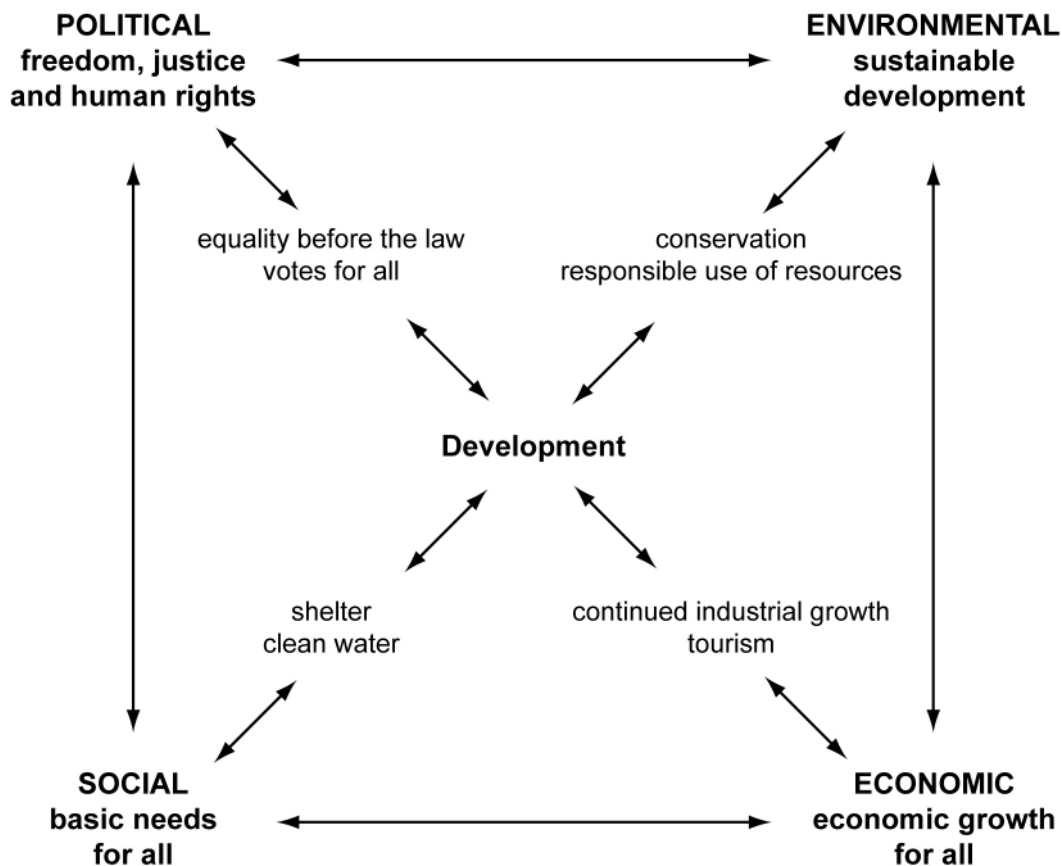 POLITICAL
freedom, justice
and human rights
ENVIRONMENTAL
sustainable
development
equality before the law
votes for all
conservation
responsible use of resources
Development
shelter
clean water
continued industrial growth
tourism
SOCIAL
basic needs
for all
ECONOMIC
economic growth
for all